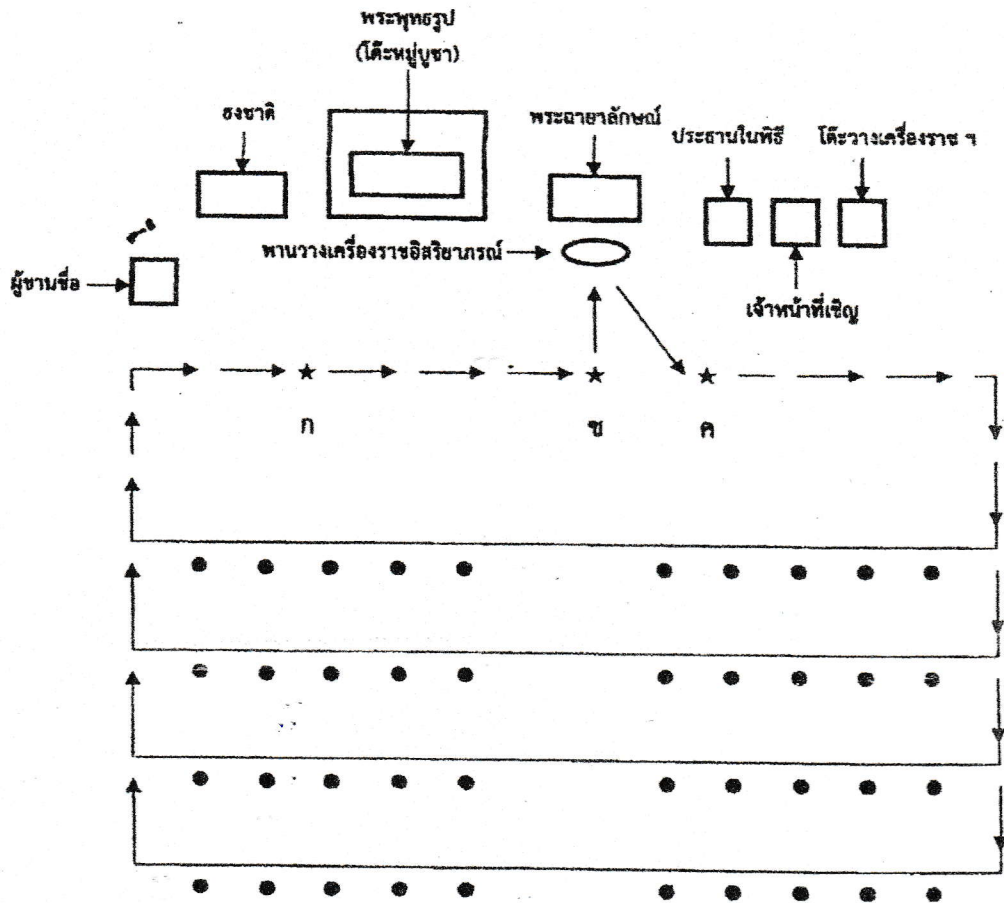 พระพุทธรูป
(โต๊ะหมู่บูชา)
ธงชาติ
พระฉายาลักษณ์
ประธานในพิธี
โต๊ะวางเครื่องราช ฯ
พานวางเครื่องราชอิสริยาภรณ์
ผู้ขานชื่อ
เจ้าหน้าที่เชิญ
ก
ข
ค